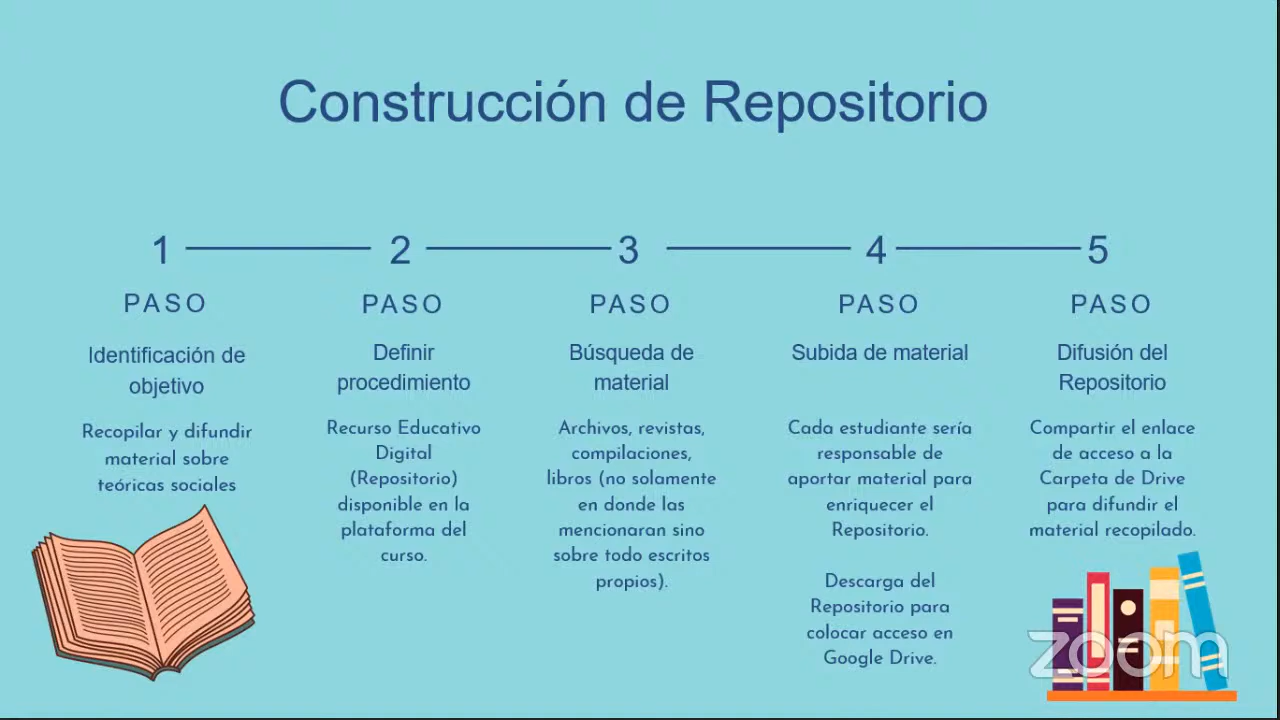 Construcción de Repositorio
1
PASO
Identificación de
objetivo
Recopilar y difundir
material sobre
teóricas sociales
2
PASO
Definir
procedimiento
Recurso Educativo
Digital
(Repositorio)
disponible en la
plataforma del
curso.
3
PASO
Búsqueda de
material
Archivos, revistas,
compilaciones,
libros (no solamente
en donde las
mencionaran sino
sobre todo escritos
propios).
4
PASO
Subida de material
Cada estudiante sería
responsable de
aportar material para
enriquecer el
Repositorio.
Descarga del
Repositorio para
colocar acceso en
Google Drive.
5
PASO
Difusión del
Repositorio
Compartir el enlace
de acceso a la
Carpeta de Drive
para difundir el
material recopilado.
zoom